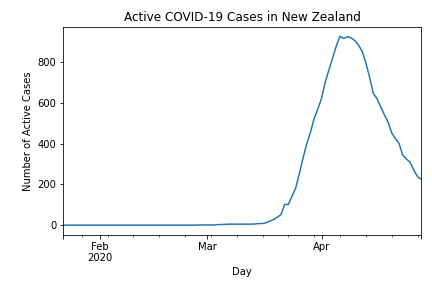 Active COVID-19 Cases in New Zealand
Number of Active Cases
800
600
400
200
0
Feb
2020
Mar
Apr
Day